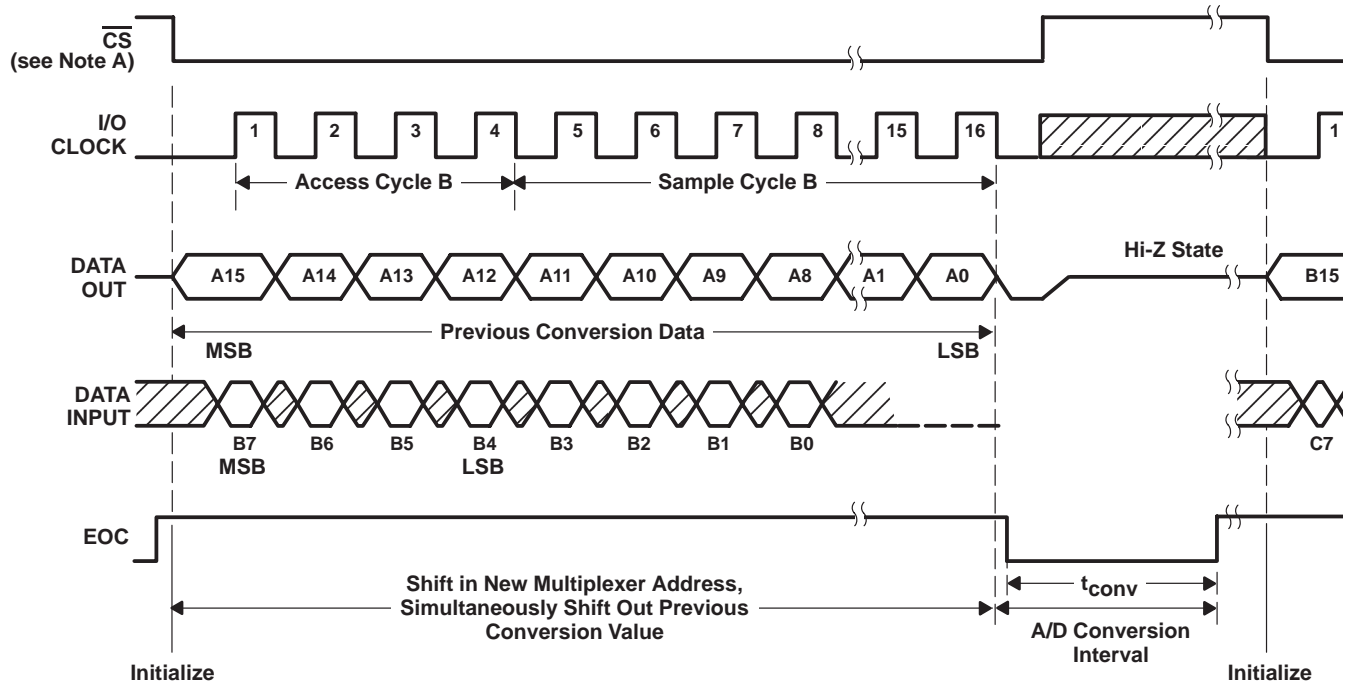 CS
(see Note A)
I/O
CLOCK
1 2 3 4 5 6 7 8 15 16 1
Access Cycle B Sample Cycle B
Hi-Z State
DATA
OUT
A15 A14 A13 A12 A11 A10 A9 A8 A1 A0 B15
Previous Conversion Data
MSB LSB
DATA
INPUT
B7 B6 B5 B4 B3 B2 B1 B0 C7
MSB LSB
EOC
Shift in New Multiplexer Address,
Simultaneously Shift Out Previous
Conversion Value
tconv
A/D Conversion
Interval
Initialize Initialize